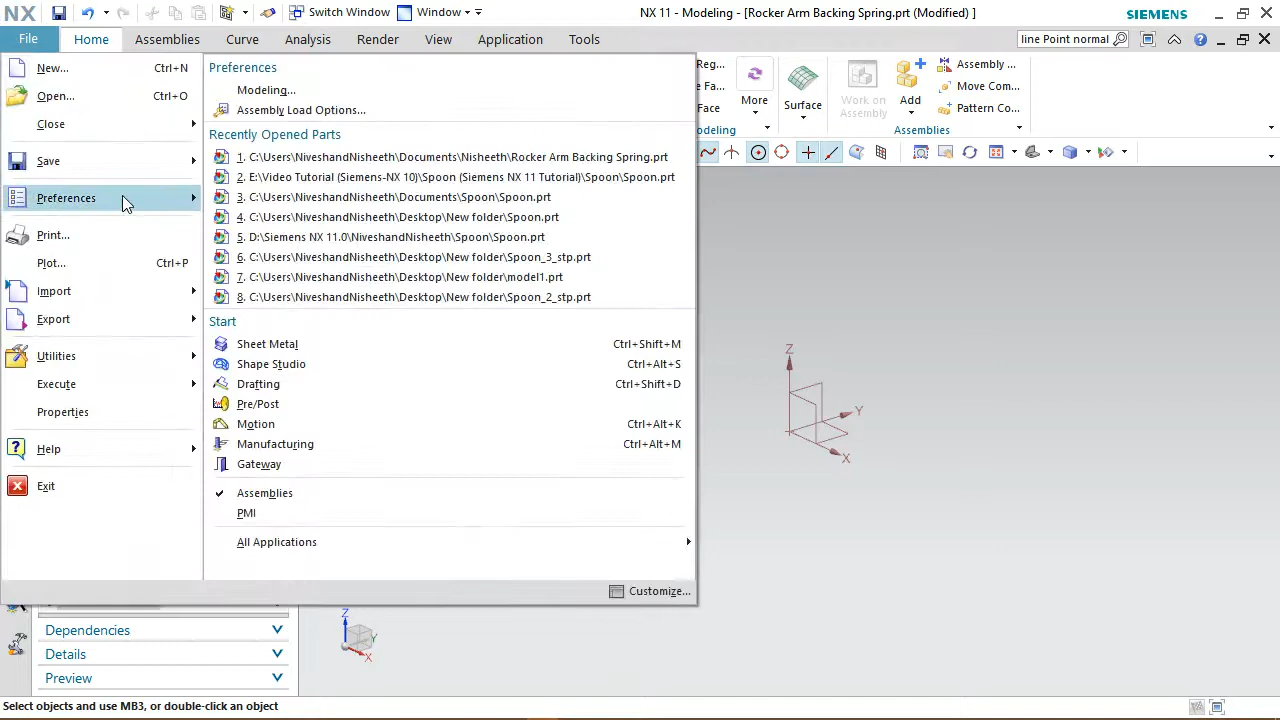 NX
Switch Window
Window
NX 11 - Modeling - [Rocker Arm Backing Spring.prt (Modified) ]
SIEMENS
File
Home
Assemblies
Curve
Analysis
Render
View
Application
Tools
line Point normal
New...
Ctrl+N
Open...
Ctrl+O
Close
Save
Preferences
Print...
Plot...
Ctrl+P
Import
Export
Utilities
Execute
Properties
Help
Exit
Preferences
Modeling...
Assembly Load Options...
Recently Opened Parts
1. C:\Users\NiveshandNisheeth\Documents\Nisheeth\Rocker Arm Backing Spring.prt
2. E:\Video Tutorial (Siemens-NX 10)\Spoon (Siemens NX 11 Tutorial)\Spoon\Spoon.prt
3. C:\Users\NiveshandNisheeth\Documents\Spoon\Spoon.prt
4. C:\Users\NiveshandNisheeth\Desktop\New folder\Spoon.prt
5. D:\Siemens NX 11.0\NiveshandNisheeth\Spoon\Spoon.prt
6. C:\Users\NiveshandNisheeth\Desktop\New folder\Spoon_3_stp.prt
7. C:\Users\NiveshandNisheeth\Desktop\New folder\model1.prt
8. C:\Users\NiveshandNisheeth\Desktop\New folder\Spoon_2_stp.prt
Start
Sheet Metal
Ctrl+Shift+M
Shape Studio
Ctrl+Alt+S
Drafting
Ctrl+Shift+D
Pre/Post
Motion
Ctrl+Alt+K
Manufacturing
Ctrl+Alt+M
Gateway
Assemblies
PMI
All Applications
Customize...
Reg...
e Fa...
Face
More
odeling
Surface
Work on
Assembly
Add
Assembly ...
Move Com...
Pattern Co...
Assemblies
Z
Y
X
Z
Y
X
Dependencies
Details
Preview
Select objects and use MB3, or double-click an object